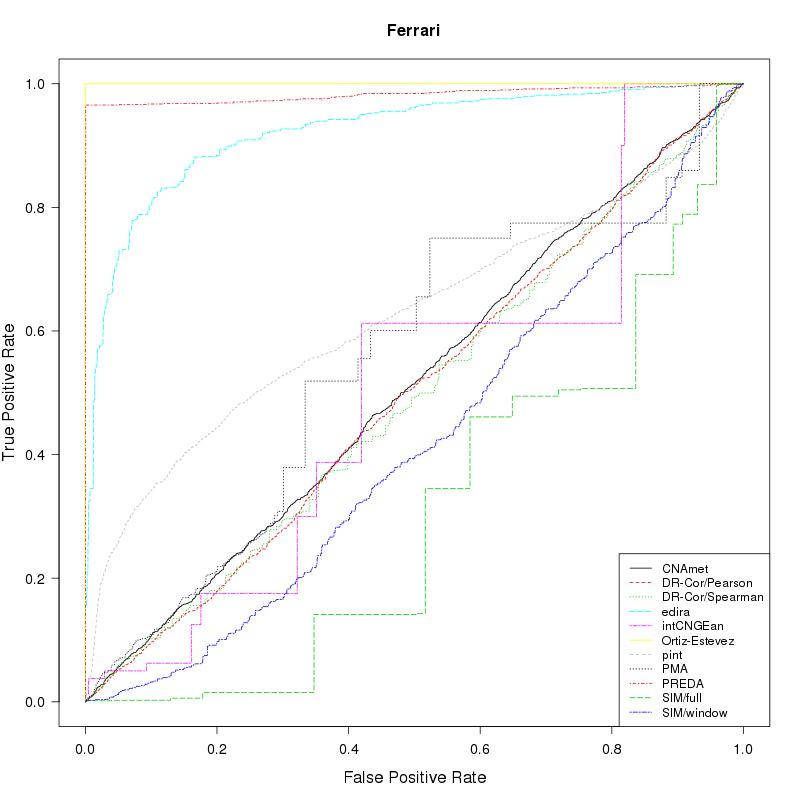 Ferrari
True Positive Rate
1.0
0.8
0.6
0.4
0.2
0.0
CNAmet
DR-Cor/Pearson
DR-Cor/Spearman
edira
intCNGEan
Ortiz-Estevez
pint
PMA
PREDA
SIM/full
SIM/window
0.0 0.2 0.4 0.6 0.8 1.0
False Positive Rate